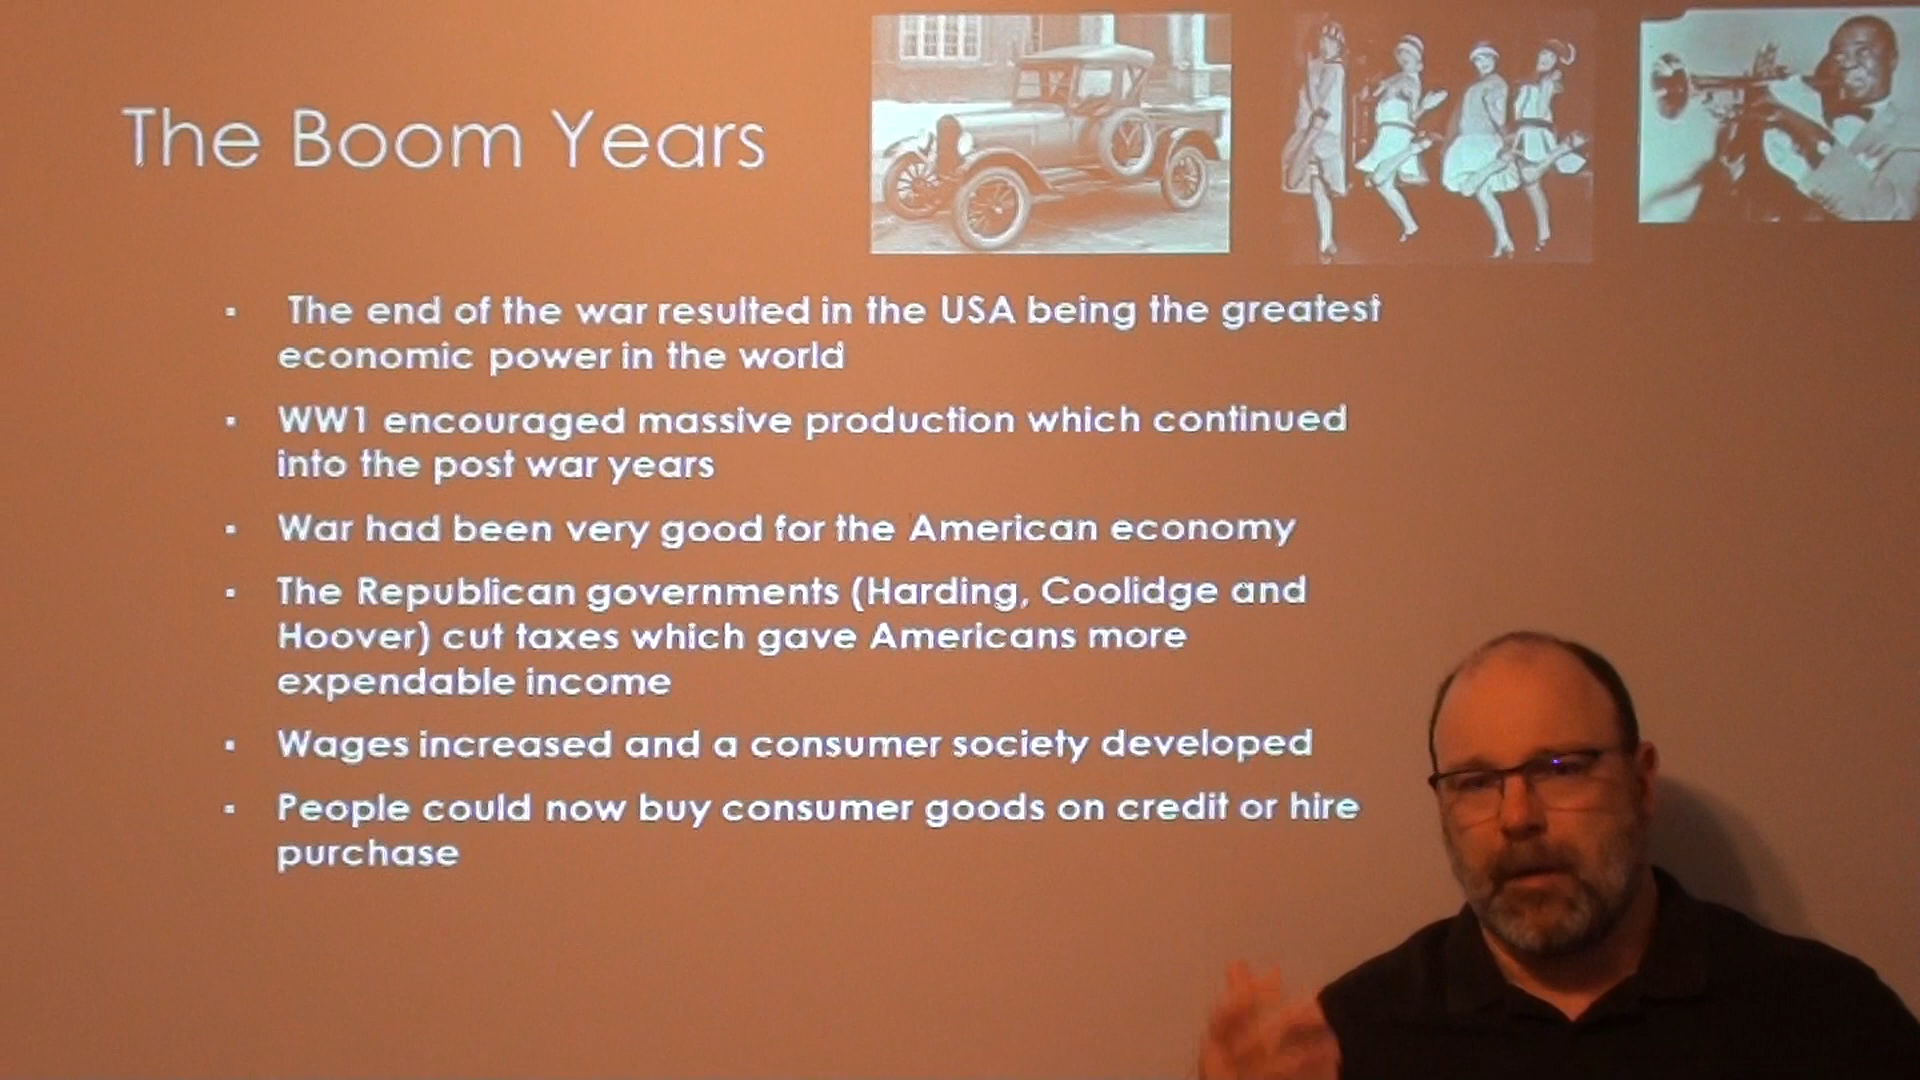 The Boom Years
▪ The end of the war resulted in the USA being the greatest
economic power in the world
▪ WW1 encouraged massive production which continued
into the post war years
▪ War had been very good for the American economy
▪ The Republican governments (Harding, Coolidge and
Hoover) cut taxes which gave Americans more
expendable income
▪ Wages increased and a consumer society developed
▪ People could now buy consumer goods on credit or hire
purchase